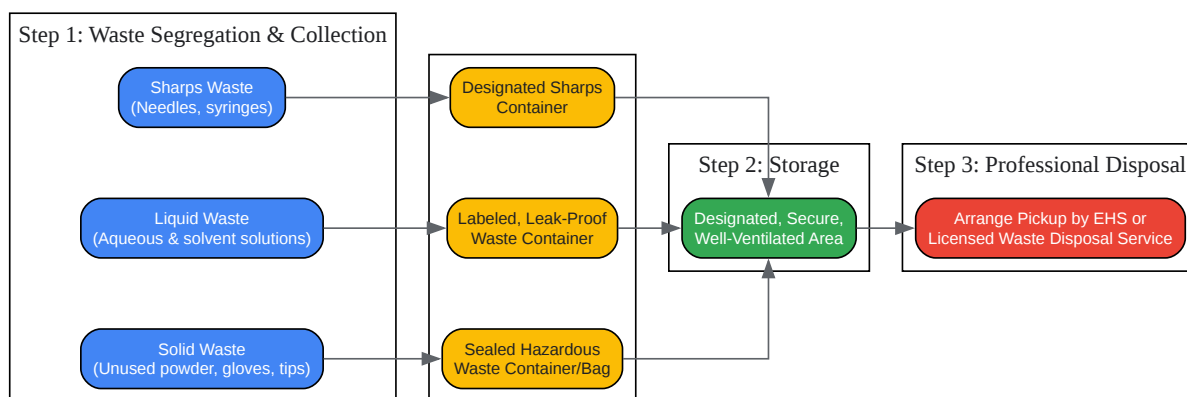 Step 1: Waste Segregation & Collection
Sharps Waste
(Needles, syringes)
Designated Sharps
Container
Liquid Waste
(Aqueous & solvent solutions)
Labeled, Leak-Proof
Waste Container
Solid Waste
(Unused powder, gloves, tips)
Sealed Hazardous
Waste Container/Bag
Step 2: Storage
Designated, Secure,
Well-Ventilated Area
Step 3: Professional Disposal
Arrange Pickup by EHS or
Licensed Waste Disposal Service